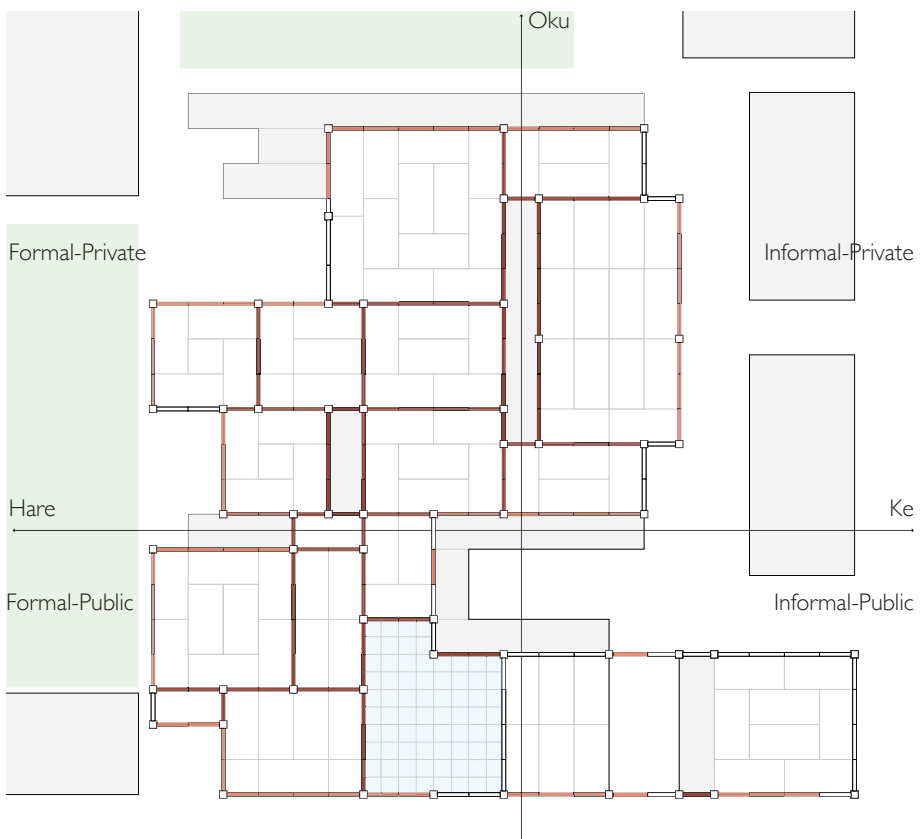 Oku
Formal-Private
Informal-Private
Hare
Ke
Formal-Public
Informal-Public